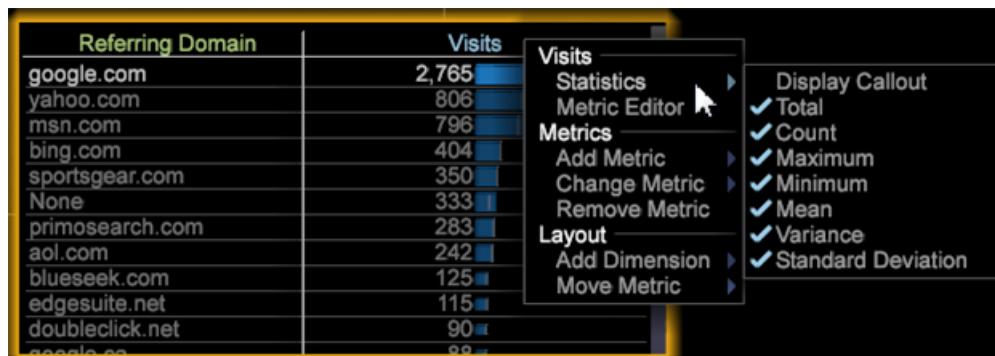 Referring Domain Visits
google.com 2,765
yahoo.com 806
msn.com 796
bing.com 404
sportsgear.com 350
None 333
primosearch.com 283
aol.com 242
blueseek.com 125
edgesuite.net 115
doubleclick.net 90
google.ca 88
Visits
Statistics
Metric Editor
Metrics
Add Metric
Change Metric
Remove Metric
Layout
Add Dimension
Move Metric
Display Callout
Total
Count
Maximum
Minimum
Mean
Variance
Standard Deviation